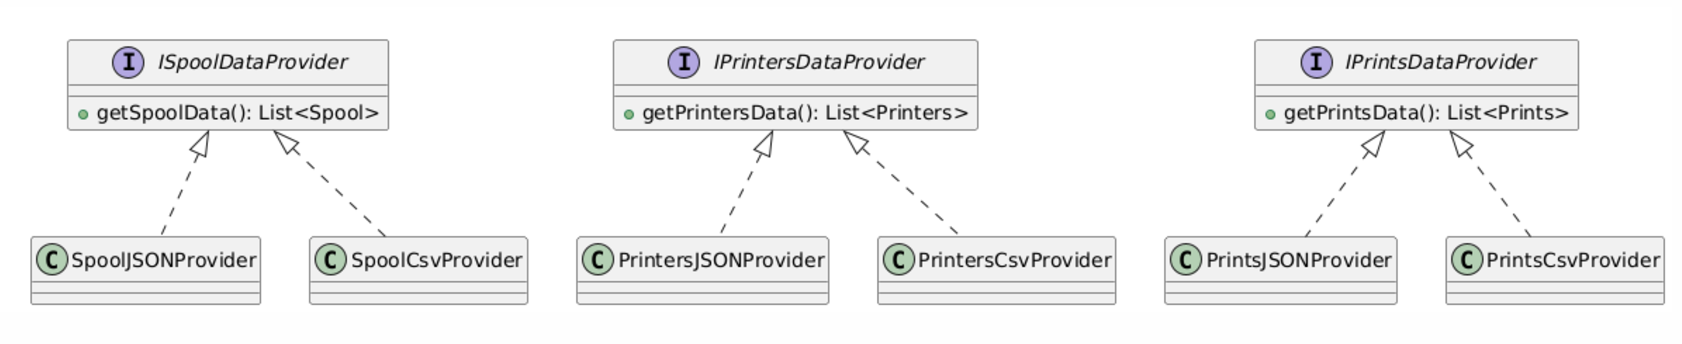 I ISpoolDataProvider
getSpoolData(): List<Spool>
I IPrintersDataProvider
getPrintersData(): List<Printers>
I IPrintsDataProvider
getPrintsData(): List<Prints>
C SpoolJSONProvider
C SpoolCsvProvider
C PrintersJSONProvider
C PrintersCsvProvider
C PrintsJSONProvider
C PrintsCsvProvider